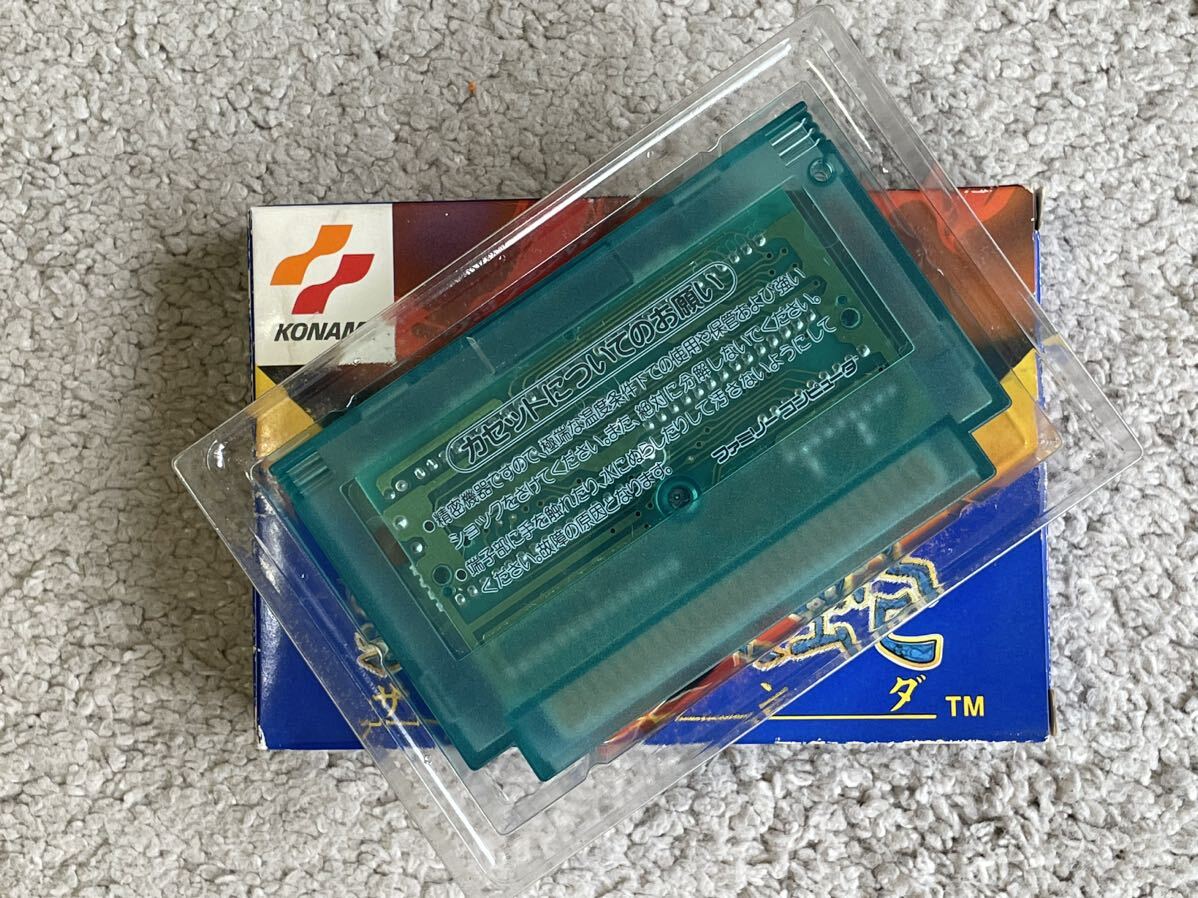 KONAM
カセットについてのお願い
●精密機器ですので、極端な温度条件下での使用や保管および強い
ショックをさけてください。また、絶対に分解しないでください。
●端子部に手を触れたり、水にぬらしたりして汚さないようにして
ください。故障の原因となります。
ファミリーコンピュータ
ダ
TM